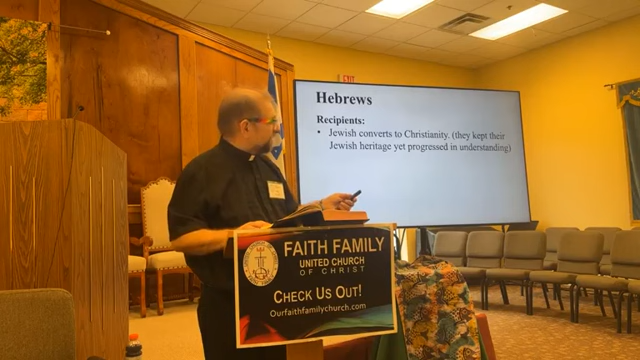 EXIT
Hebrews
Recipients:
• Jewish converts to Christianity. (they kept their
Jewish heritage yet progressed in understanding)
FAITH FAMILY
UNITED CHURCH
OF CHRIST
CHECK US OUT!
Ourfaithfamilychurch.com